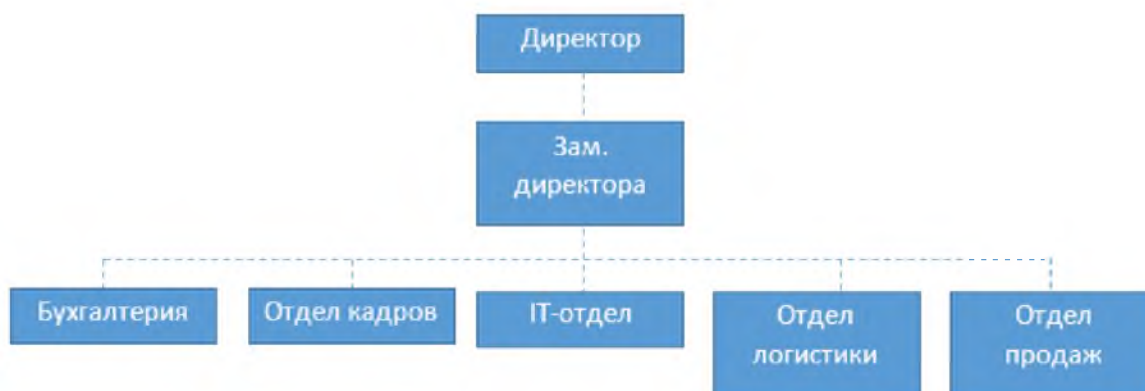 Директор
Зам.
директора
Бухгалтерия
Отдел кадров
IT-отдел
Отдел
логистики
Отдел
продаж